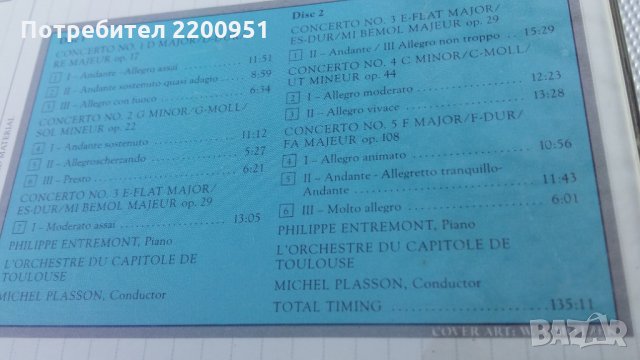 Потребител 2200951
CONCERTO NO. 1 D MAJOR/
RE MAJEUR op. 17
1 I – Andante – Allegro assai 11:51
2 II – Andante sostenuto quasi adagio 8:59
3 III – Allegro con fuoco 6:34
CONCERTO NO. 2 G MINOR/G-MOLL/
SOL MINEUR op. 22
4 I – Andante sostenuto 11:12
5 II – Allegroscherzando 5:27
6 III – Presto 6:21
CONCERTO NO. 3 E-FLAT MAJOR/
ES-DUR/MI BEMOL MAJEUR op. 29
7 I – Moderato assai 13:05
PHILIPPE ENTREMONT, Piano
L'ORCHESTRE DU CAPITOLE DE
TOULOUSE
MICHEL PLASSON, Conductor
Disc 2
CONCERTO NO. 3 E-FLAT MAJOR/
ES-DUR/MI BEMOL MAJEUR op. 29
1 II – Andante / III Allegro non troppo 15:29
CONCERTO NO. 4 C MINOR/C-MOLL/
UT MINEUR op. 44
2 I – Allegro moderato 12:23
3 II – Allegro vivace 13:28
CONCERTO NO. 5 F MAJOR/F-DUR/
FA MAJEUR op. 108
4 I – Allegro animato 10:56
5 II – Andante - Allegretto tranquillo-
Andante 11:43
6 III – Molto allegro 6:01
PHILIPPE ENTREMONT, Piano
L'ORCHESTRE DU CAPITOLE DE
TOULOUSE
MICHEL PLASSON, Conductor
TOTAL TIMING 135:11
COVER ART:
MATERIAL
bazar